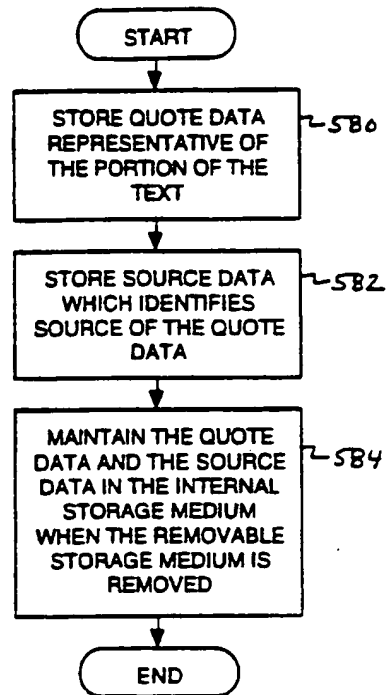 START
STORE QUOTE DATA
REPRESENTATIVE OF
THE PORTION OF THE
TEXT
580
STORE SOURCE DATA
WHICH IDENTIFIES
SOURCE OF THE QUOTE
DATA
582
MAINTAIN THE QUOTE
DATA AND THE SOURCE
DATA IN THE INTERNAL
STORAGE MEDIUM
WHEN THE REMOVABLE
STORAGE MEDIUM IS
REMOVED
584
END